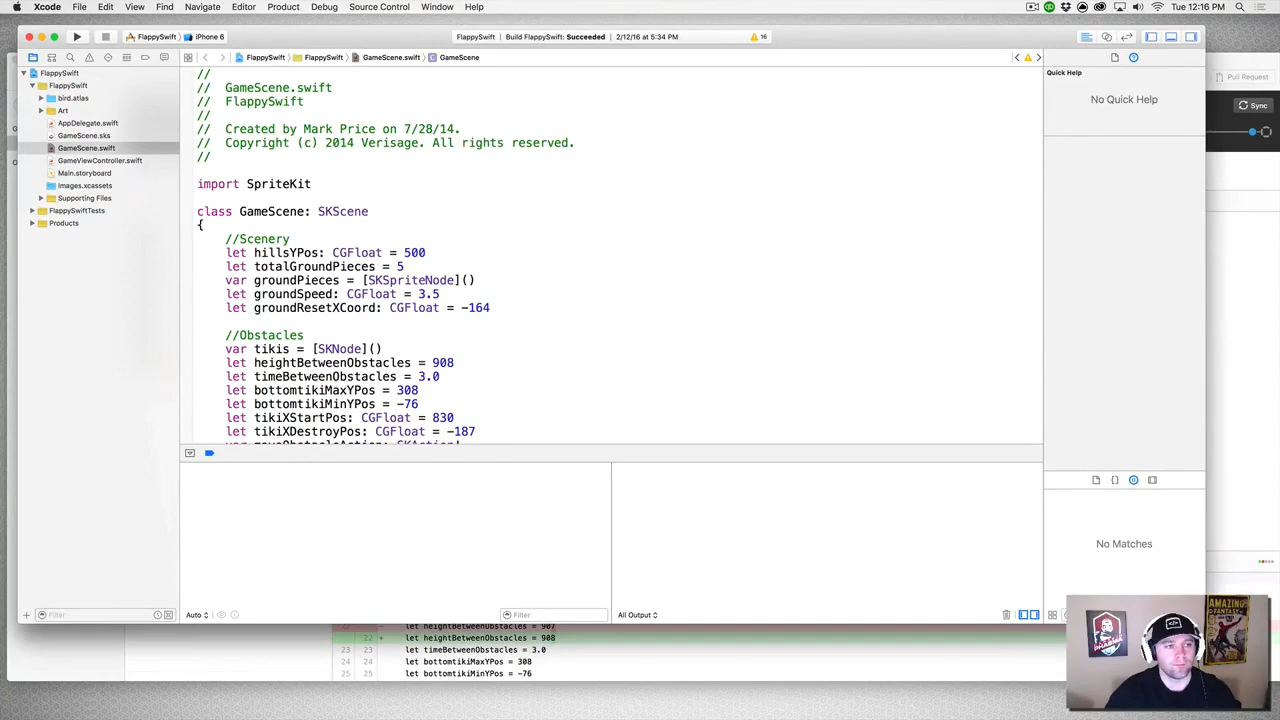 Xcode File Edit View Find Navigate Editor Product Debug Source Control Window Help Tue 12:16 PM
FlappySwift iPhone 6 FlappySwift | Build FlappySwift: Succeeded | 2/12/16 at 5:34 PM 16
FlappySwift FlappySwift GameScene.swift GameScene
Quick Help
No Quick Help
Pull Request
Sync
FlappySwift
FlappySwift
bird.atlas
Art
AppDelegate.swift
GameScene.sks
GameScene.swift
GameViewController.swift
Main.storyboard
Images.xcassets
Supporting Files
FlappySwiftTests
Products
//
// GameScene.swift
// FlappySwift
//
// Created by Mark Price on 7/28/14.
// Copyright (c) 2014 Verisage. All rights reserved.
//
import SpriteKit
class GameScene: SKScene
{
//Scenery
let hillsYPos: CGFloat = 500
let totalGroundPieces = 5
var groundPieces = [SKSpriteNode]()
let groundSpeed: CGFloat = 3.5
let groundResetXCoord: CGFloat = -164
//Obstacles
var tikis = [SKNode]()
let heightBetweenObstacles = 908
let timeBetweenObstacles = 3.0
let bottomtikiMaxYPos = 308
let bottomtikiMinYPos = -76
let tikiXStartPos: CGFloat = 830
let tikiXDestroyPos: CGFloat = -187
var moveObstacleAction: SKAction!
No Matches
Filter
Auto
Filter
All Output
let heightBetweenObstacles = 907
22 + let heightBetweenObstacles = 908
23 23 let timeBetweenObstacles = 3.0
24 24 let bottomtikiMaxYPos = 308
25 25 let bottomtikiMinYPos = -76
AMAZING
FANTASY